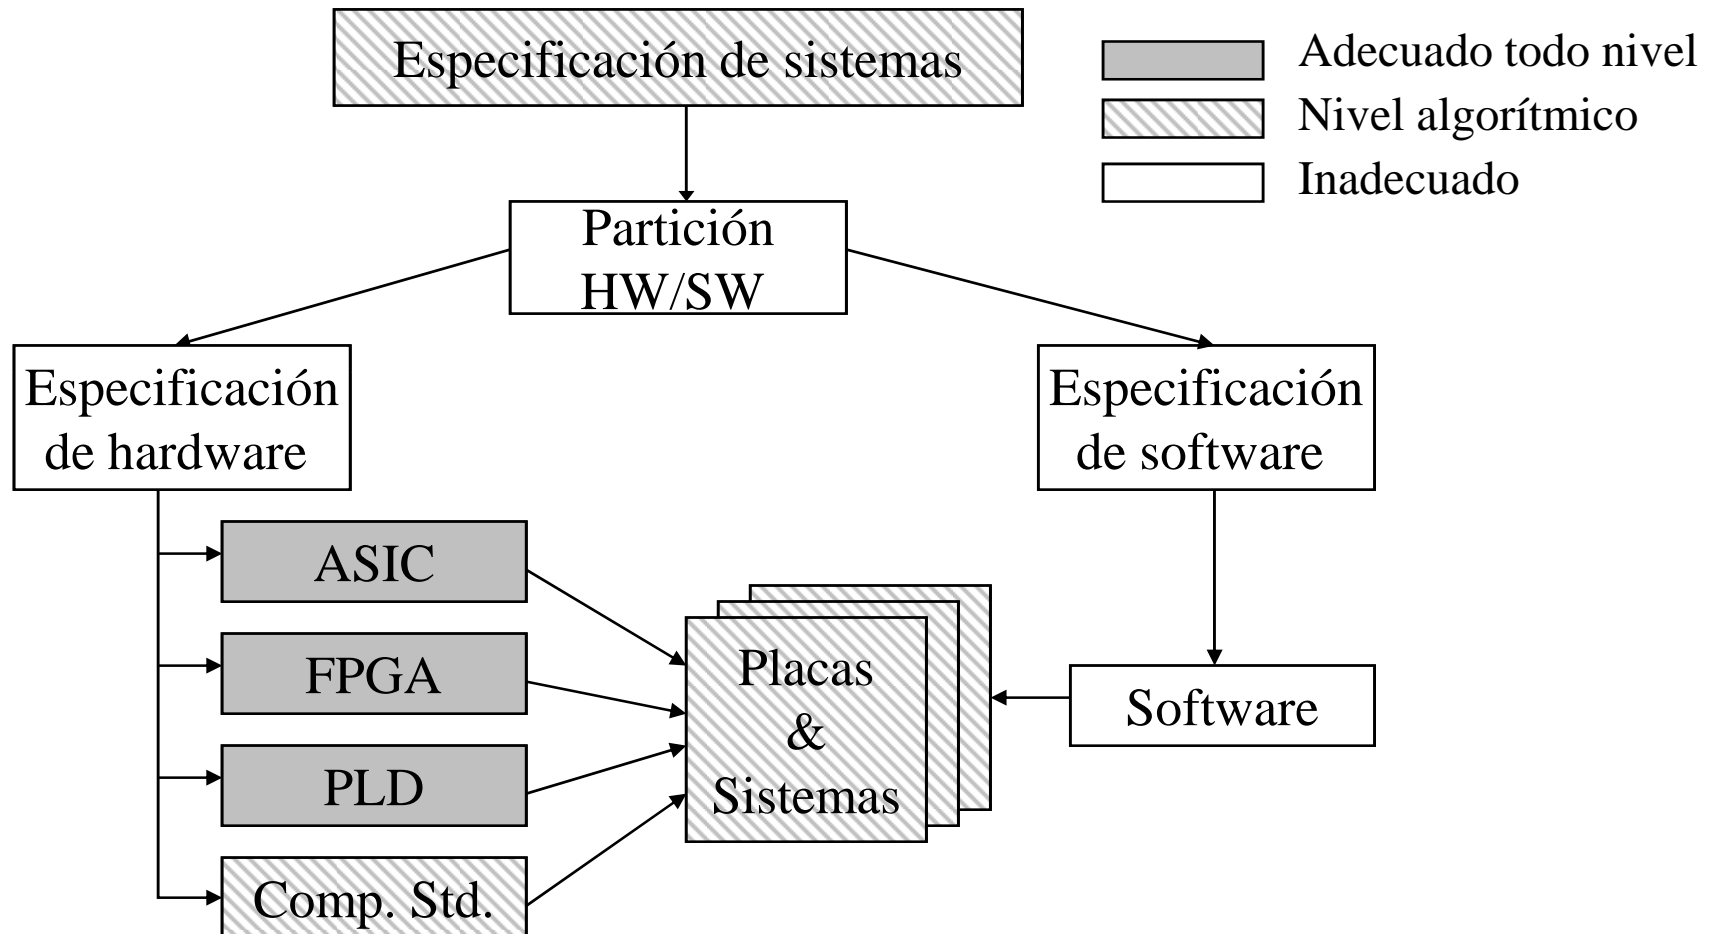 Especificación de sistemas
Adecuado todo nivel
Nivel algorítmico
Inadecuado
Partición
HW/SW
Especificación
de hardware
Especificación
de software
ASIC
FPGA
PLD
Comp. Std.
Placas
&
Sistemas
Software